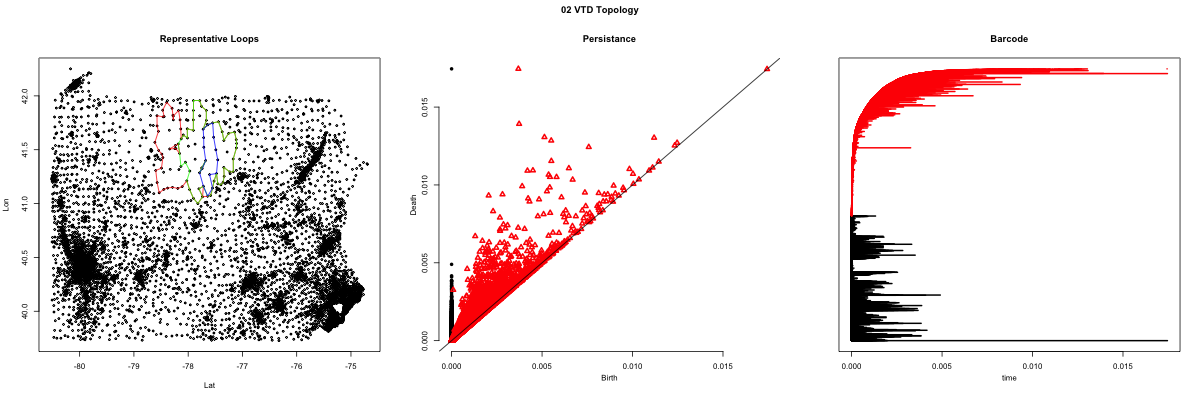 02 VTD Topology
Representative Loops
Lon
42.0
41.5
41.0
40.5
40.0
-80
-79
-78
-77
-76
-75
Lat
Persistance
Death
0.015
0.010
0.005
0.000
0.000
0.005
0.010
0.015
Birth
Barcode
0.000
0.005
0.010
0.015
time